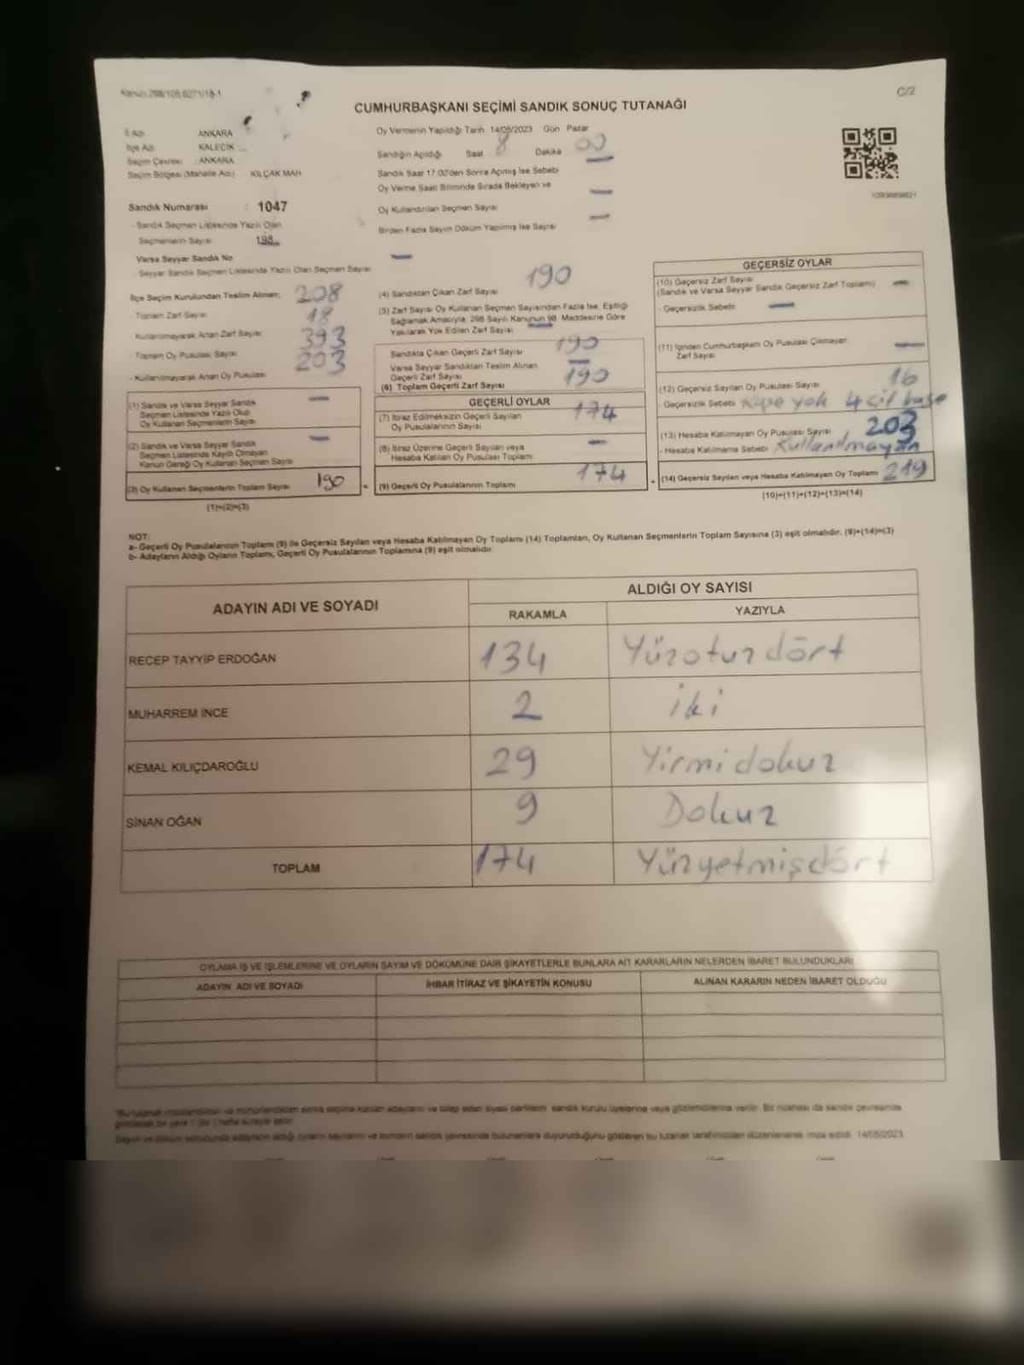 Kanun 298/105,6271/18-1
C/2
CUMHURBAŞKANI SEÇİMİ SANDIK SONUÇ TUTANAĞI
İl Adı ANKARA
İlçe Adı KALECİK
Seçim Çevresi : ANKARA
Seçim Bölgesi (Mahalle Adı) KILÇAK MAH
Sandık Numarası : 1047
- Sandık Seçmen Listesinde Yazılı Olan
Seçmenlerin Sayısı 198
Oy Vermenin Yapıldığı Tarih 14/05/2023 Gün Pazar
Sandığın Açıldığı Saat 8 Dakika 00
Sandık Saat 17.00'den Sonra Açılmış İse Sebebi
Oy Verme Saati Bitiminde Sırada Bekleyen ve
Oy Kullandırılan Seçmen Sayısı
Birden Fazla Sayım Döküm Yapılmış İse Sayısı
Varsa Seyyar Sandık No
- Seyyar Sandık Seçmen Listesinde Yazılı Olan Seçmen Sayısı
İlçe Seçim Kurulundan Teslim Alınan; 208
- Toplam Zarf Sayısı 18
- Kullanılmayarak Artan Zarf Sayısı 393
- Toplam Oy Pusulası Sayısı 203
- Kullanılmayarak Artan Oy Pusulası
(1) Sandık ve Varsa Seyyar Sandık
Seçmen Listesinde Yazılı Olup
Oy Kullanan Seçmenlerin Sayısı
(2) Sandık ve Varsa Seyyar Sandık
Seçmen Listesinde Kayıtlı Olmayan
Kanun Gereği Oy Kullanan Seçmen Sayısı
(3) Oy Kullanan Seçmenlerin Toplam Sayısı 190
(1)+(2)=(3)
(4) Sandıktan Çıkan Zarf Sayısı 190
(5) Zarf Sayısı Oy Kullanan Seçmen Sayısından Fazla İse; Eşitliği
Sağlamak Amacıyla, 298 Sayılı Kanunun 98. Maddesine Göre
Yakılarak Yok Edilen Zarf Sayısı
Sandıkta Çıkan Geçerli Zarf Sayısı 190
Varsa Seyyar Sandıktan Teslim Alınan
Geçerli Zarf Sayısı
(6) Toplam Geçerli Zarf Sayısı 190
GEÇERLİ OYLAR
(7) İtiraz Edilmeksizin Geçerli Sayılan
Oy Pusulalarının Sayısı 174
(8) İtiraz Üzerine Geçerli Sayılan veya
Hesaba Katılan Oy Pusulası Toplamı
(9) Geçerli Oy Pusulalarının Toplamı 174
GEÇERSİZ OYLAR
(10) Geçersiz Zarf Sayısı
(Sandık ve Varsa Seyyar Sandık Geçersiz Zarf Toplamı)
- Geçersizlik Sebebi
(11) İçinden Cumhurbaşkanı Oy Pusulası Çıkmayan
Zarf Sayısı
(12) Geçersiz Sayılan Oy Pusulası Sayısı 16
- Geçersizlik Sebebi yok 4 çift
(13) Hesaba Katılmayan Oy Pusulası Sayısı 203
- Hesaba Katılmama Sebebi Kullanılmayan
(14) Geçersiz Sayılan veya Hesaba Katılmayan Oy Toplamı 219
(10)+(11)+(12)+(13)=(14)
NOT:
a- Geçerli Oy Pusulalarının Toplamı (9) ile Geçersiz Sayılan veya Hesaba Katılmayan Oy Toplamı (14) Toplamları, Oy Kullanan Seçmenlerin Toplam Sayısına (3) eşit olmalıdır. (9)+(14)=(3)
b- Adayların Aldığı Oyların Toplamı, Geçerli Oy Pusulalarının Toplamına (9) eşit olmalıdır.
ADAYIN ADI VE SOYADI
ALDIĞI OY SAYISI
RAKAMLA YAZIYLA
RECEP TAYYİP ERDOĞAN 134 Yüzotuzdört
MUHARREM İNCE 2 İki
KEMAL KILIÇDAROĞLU 29 Yirmidokuz
SİNAN OĞAN 9 Dokuz
TOPLAM 174 Yüzyetmişdört
OYLAMA İŞ VE İŞLEMLERİNE VE OYLARIN SAYIM VE DÖKÜMÜNE DAİR ŞİKAYETLERLE BUNLARA AİT KARARLARIN NELERDEN İBARET BULUNDUKLARI
ADAYIN ADI VE SOYADI İHBAR İTİRAZ VE ŞİKAYETİN KONUSU ALINAN KARARIN NEDEN İBARET OLDUĞU